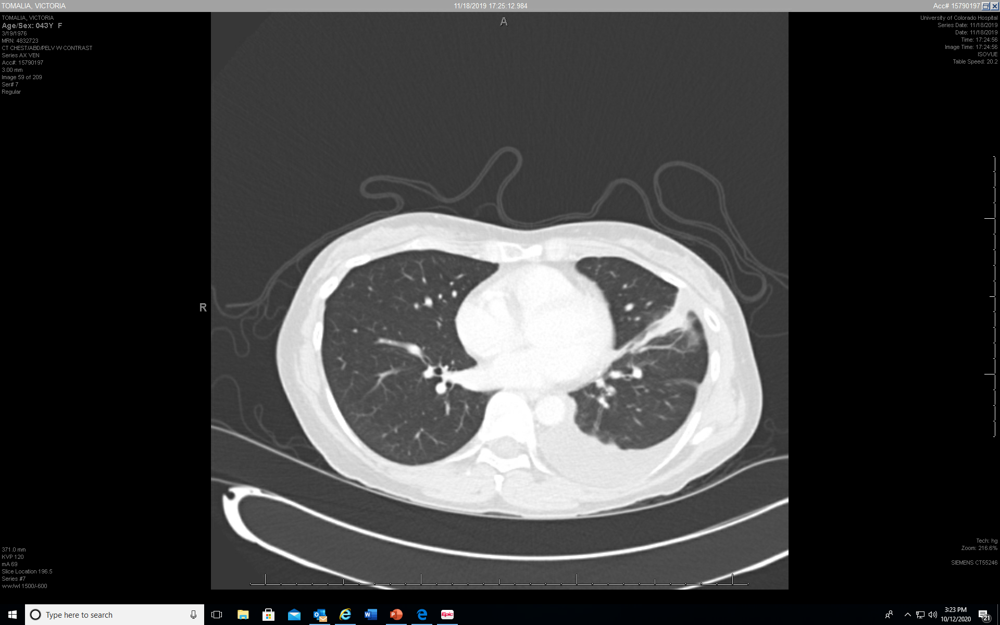 TOMALIA, VICTORIA
11/18/2019 17:25:12.984
Acc# 15790197
TOMALIA, VICTORIA
Age/Sex: 043Y F
3/19/1976
MRN: 4832723
CT CHEST/ABD/PELV W CONTRAST
Series AX VEN
Acc#: 15790197
3.00 mm
Image 59 of 209
Ser# 7
Regular
A
University of Colorado Hospital
Series Date: 11/18/2019
Date: 11/18/2019
Time: 17:24:56
Image Time: 17:24:56
ISOVUE
Table Speed: 20.2
R
371.0 mm
KVP 120
mA 69
Slice Location 196.5
Series #7
ww/wl 1500/-600
Tech: hg
Zoom: 216.6%
SIEMENS CT55246
Type here to search
Epic
3:23 PM
10/12/2020
21